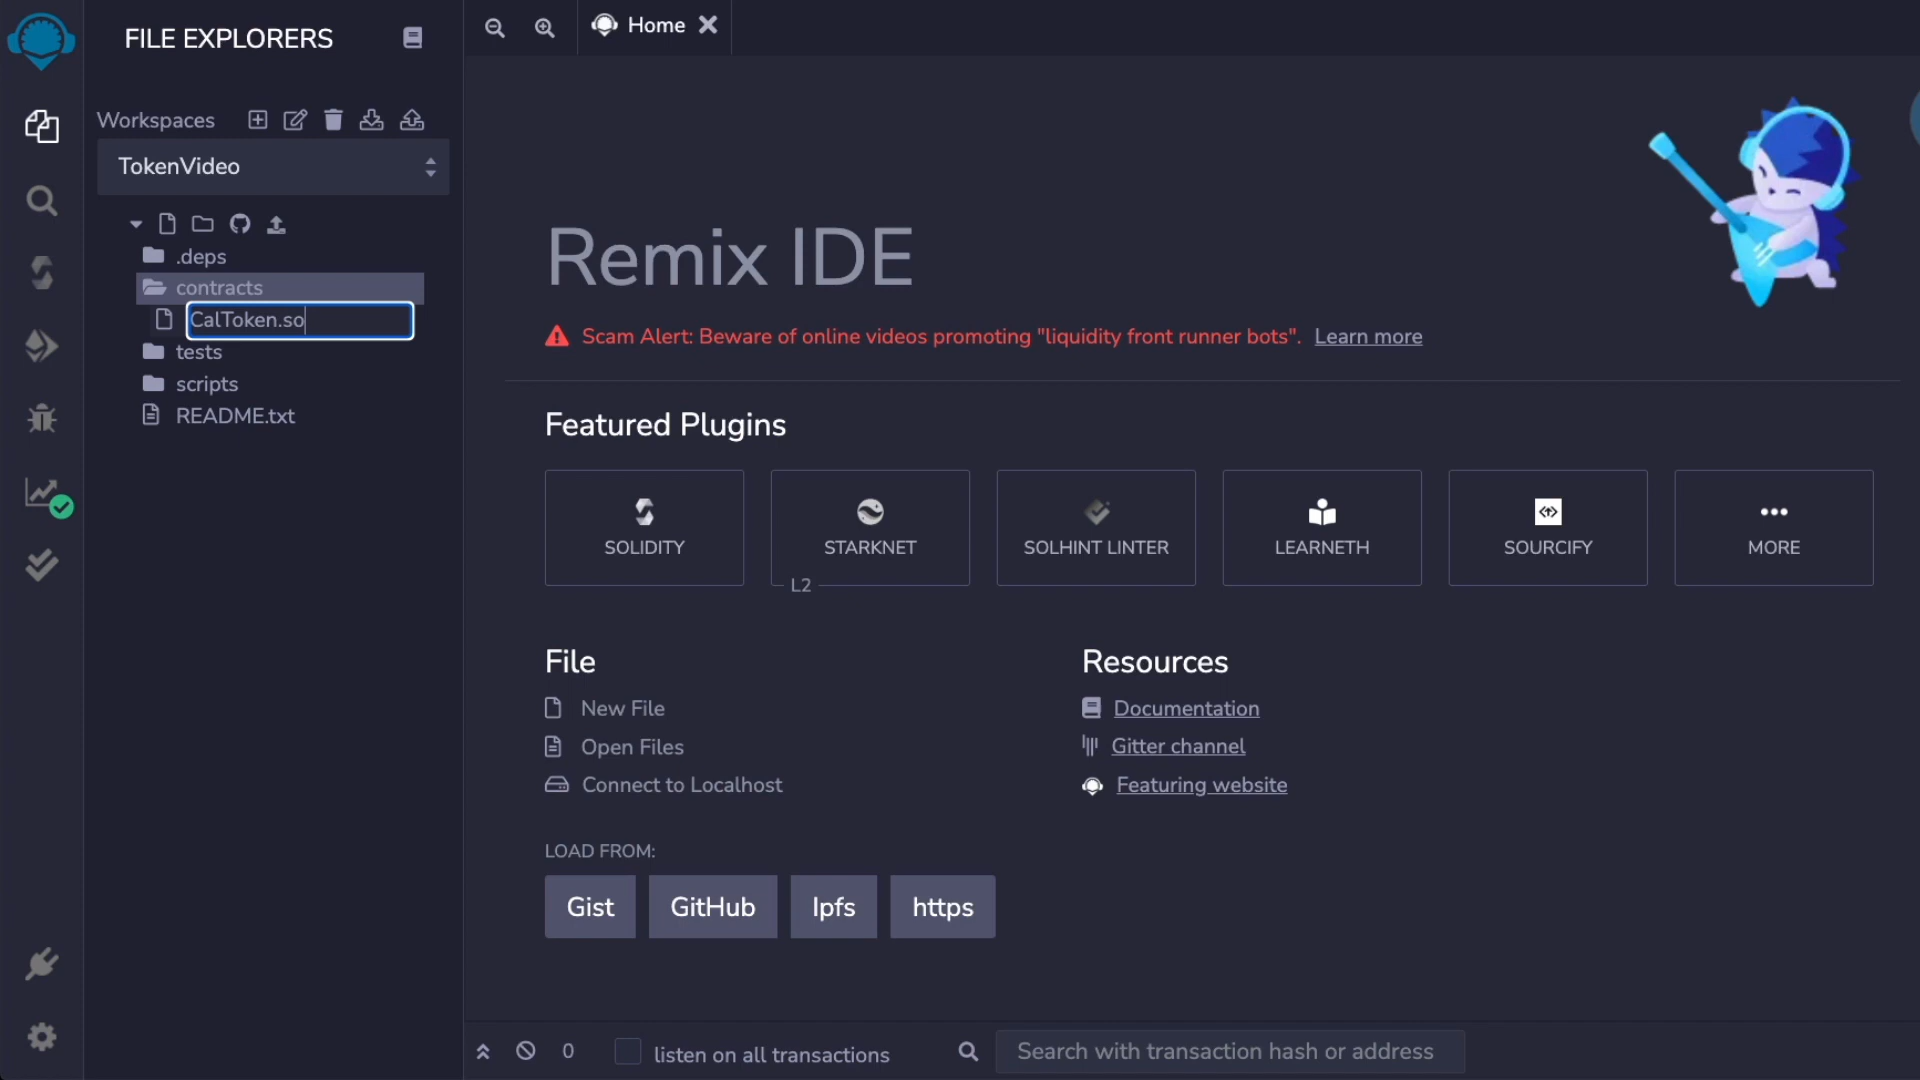 FILE EXPLORERS
Home
Workspaces
TokenVideo
.deps
contracts
CalToken.so
tests
scripts
README.txt
Remix IDE
Scam Alert: Beware of online videos promoting "liquidity front runner bots". Learn more
Featured Plugins
SOLIDITY
STARKNET
L2
SOLHINT LINTER
LEARNETH
SOURCIFY
MORE
File
New File
Open Files
Connect to Localhost
Resources
Documentation
Gitter channel
Featuring website
LOAD FROM:
Gist
GitHub
Ipfs
https
0
listen on all transactions
Search with transaction hash or address